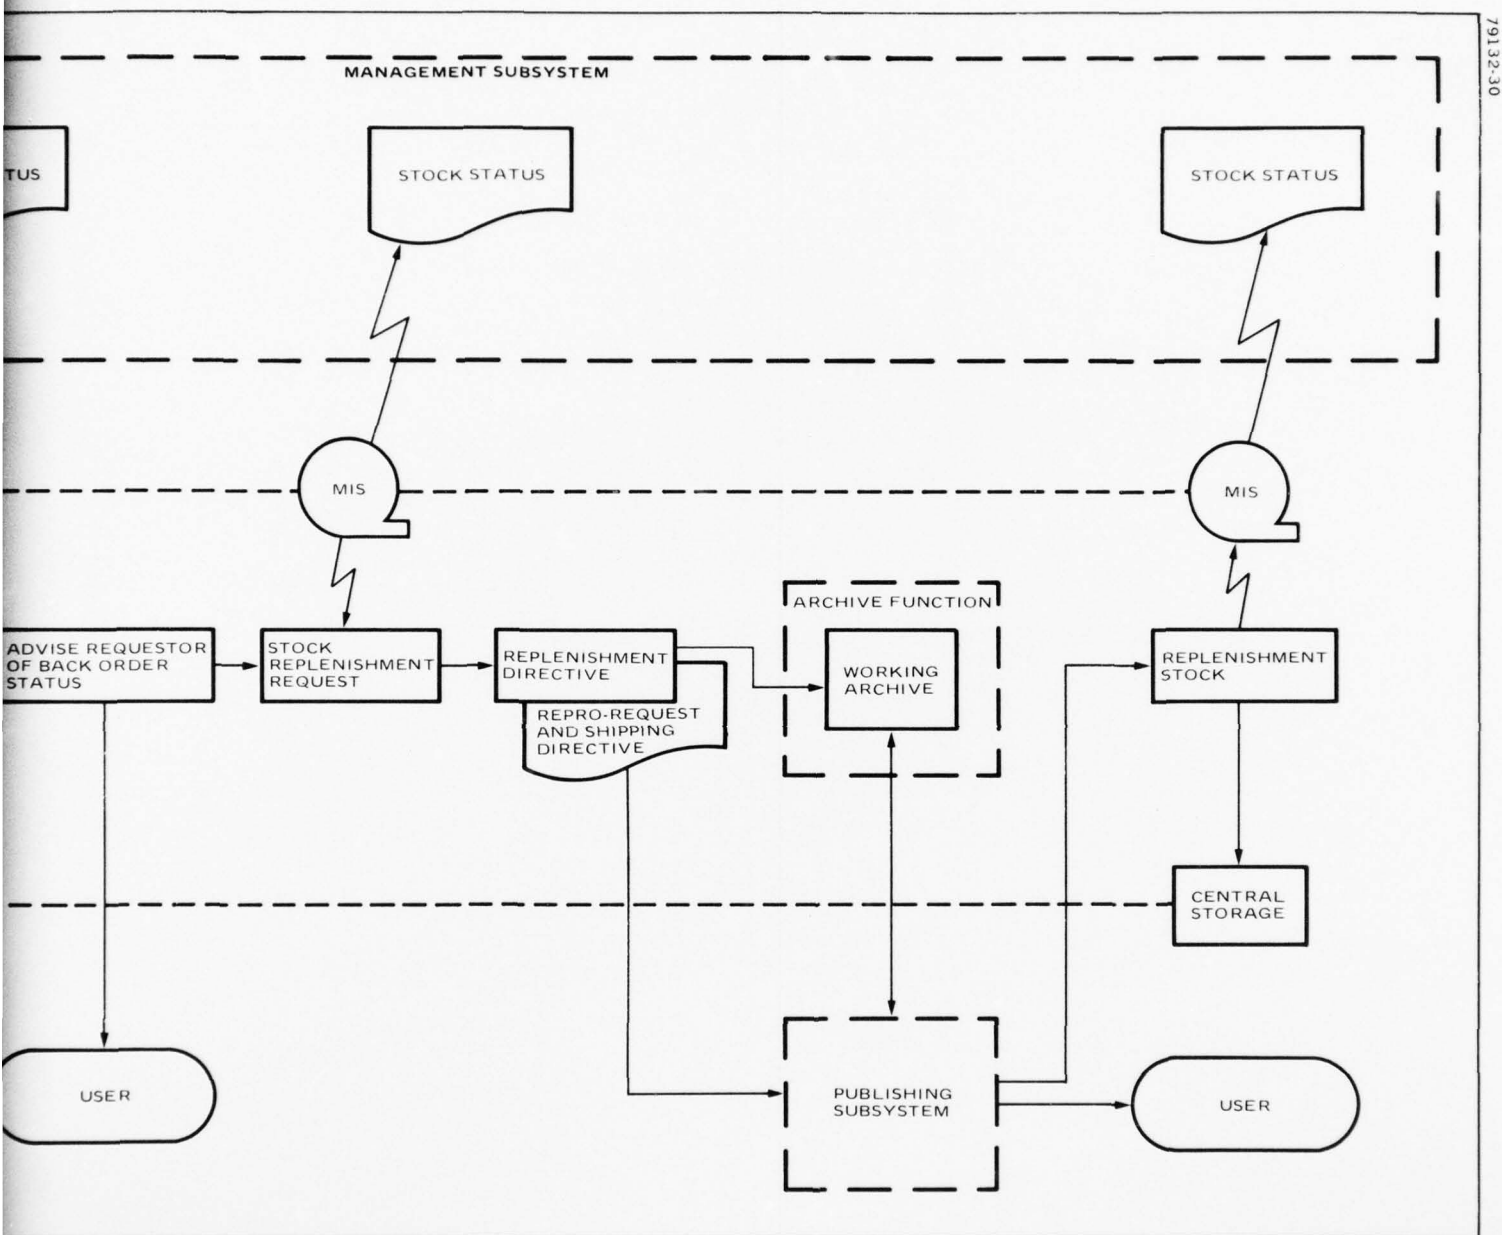 79132-30
MANAGEMENT SUBSYSTEM
TUS
STOCK STATUS
STOCK STATUS
MIS
MIS
ADVISE REQUESTOR
OF BACK ORDER
STATUS
STOCK
REPLENISHMENT
REQUEST
REPLENISHMENT
DIRECTIVE
REPRO-REQUEST
AND SHIPPING
DIRECTIVE
ARCHIVE FUNCTION
WORKING
ARCHIVE
REPLENISHMENT
STOCK
CENTRAL
STORAGE
USER
PUBLISHING
SUBSYSTEM
USER